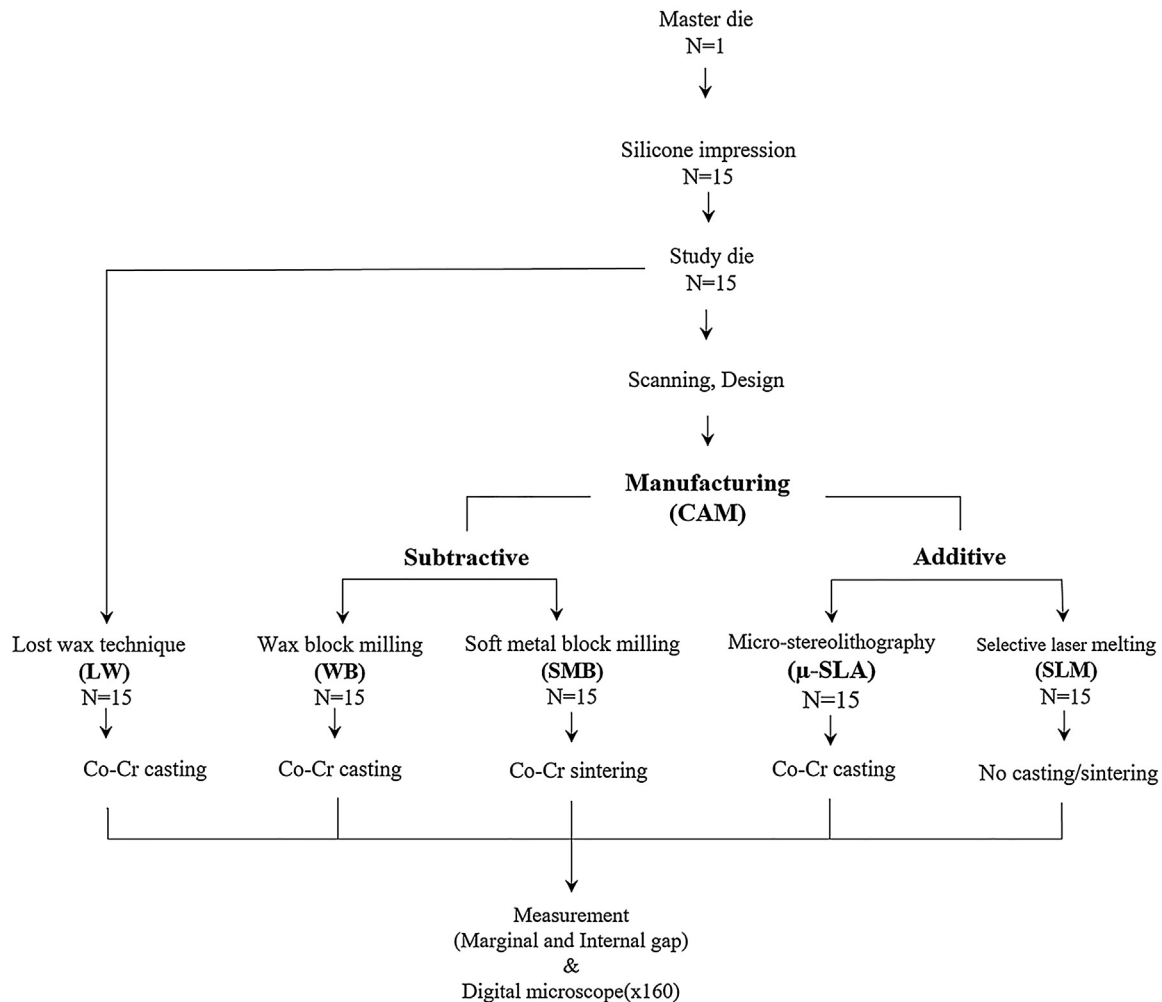 Master die
N=1
Silicone impression
N=15
Study die
N=15
Scanning, Design
Manufacturing
(CAM)
Subtractive
Additive
Lost wax technique
(LW)
N=15
Wax block milling
(WB)
N=15
Soft metal block milling
(SMB)
N=15
Micro-stereolithography
(μ-SLA)
N=15
Selective laser melting
(SLM)
N=15
Co-Cr casting
Co-Cr casting
Co-Cr sintering
Co-Cr casting
No casting/sintering
Measurement
(Marginal and Internal gap)
&
Digital microscope(x160)